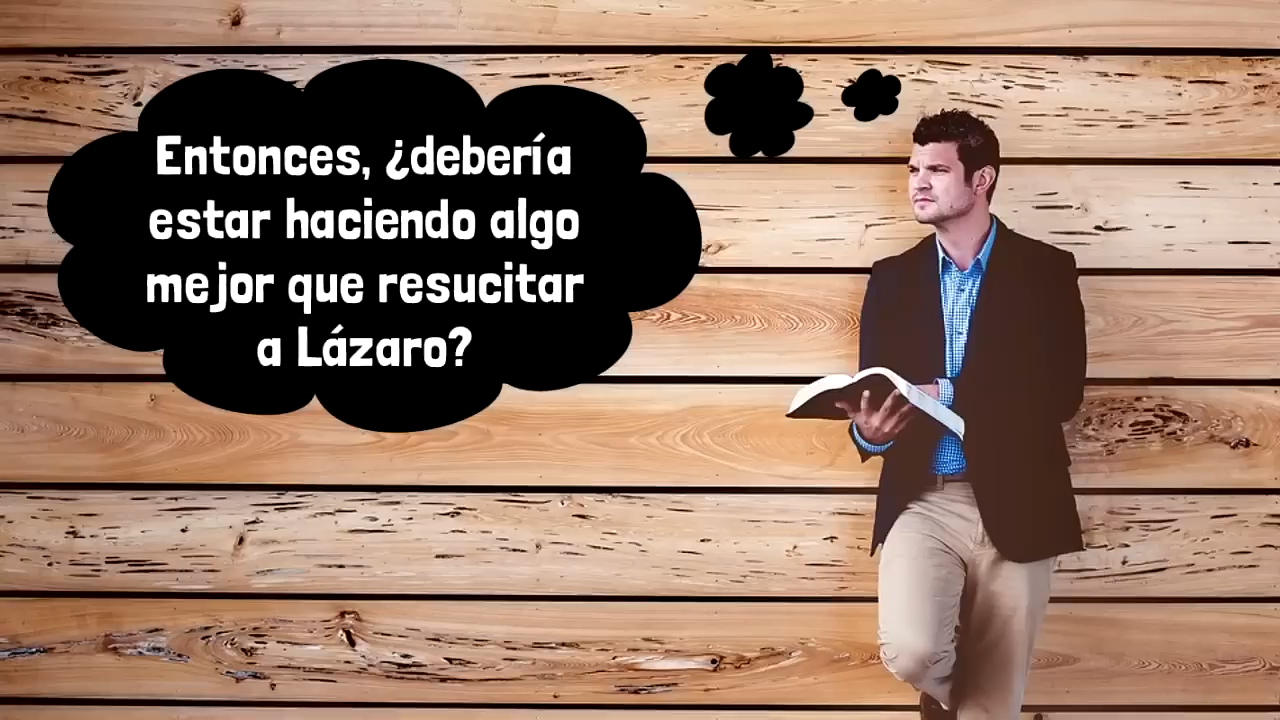 Entonces, ¿debería
estar haciendo algo
mejor que resucitar
a Lázaro?